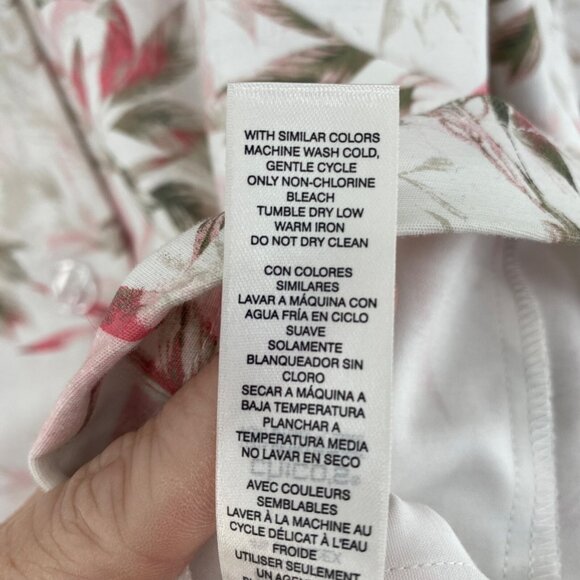 WITH SIMILAR COLORS
MACHINE WASH COLD,
GENTLE CYCLE
ONLY NON-CHLORINE
BLEACH
TUMBLE DRY LOW
WARM IRON
DO NOT DRY CLEAN
CON COLORES
SIMILARES
LAVAR A MÁQUINA CON
AGUA FRÍA EN CICLO
SUAVE
SOLAMENTE
BLANQUEADOR SIN
CLORO
SECAR A MÁQUINA A
BAJA TEMPERATURA
PLANCHAR A
TEMPERATURA MEDIA
NO LAVAR EN SECO
AVEC COULEURS
SEMBLABLES
LAVER À LA MACHINE AU
CYCLE DÉLICAT À L'EAU
FROIDE
UTILISER SEULEMENT
UN AGEN